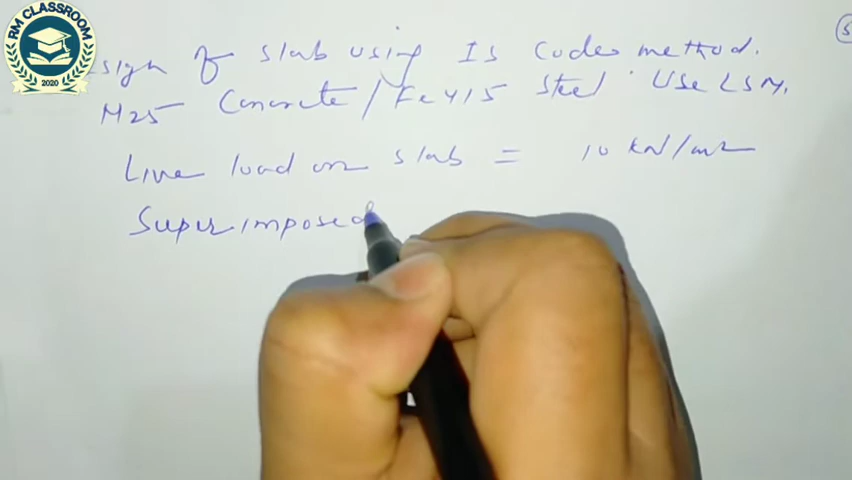 RM CLASSROOM
2020
sign of slab using Is Codes method.
M25 Concrete / Fe415 Steel. Use LSM.
Live load on slab = 10 kN/m2
Superimposed